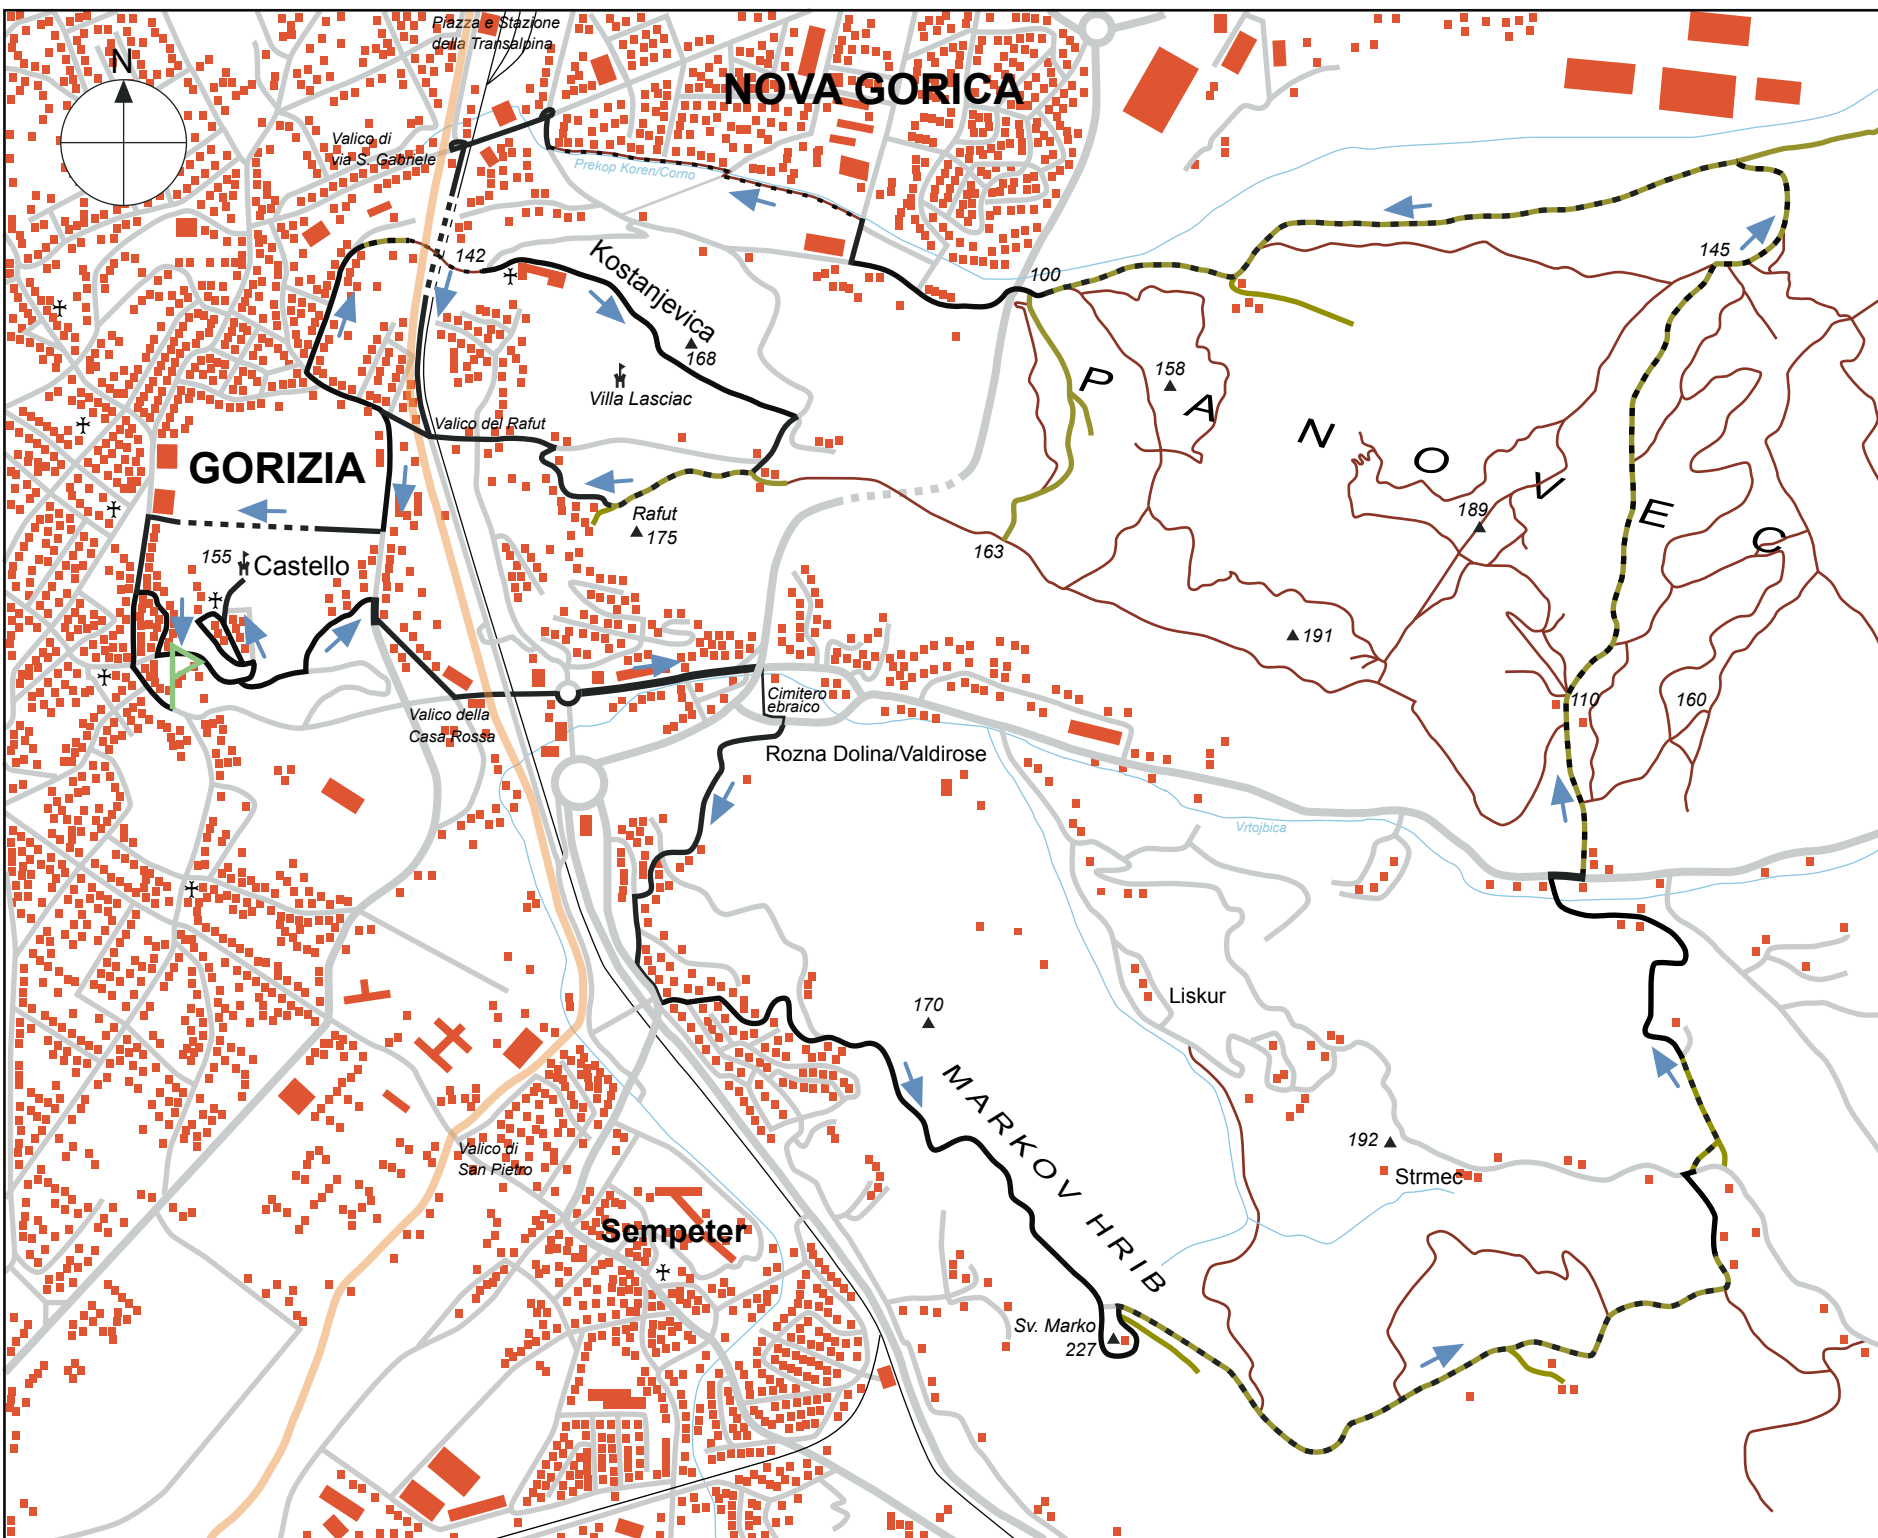 Piazza e Stazione
della Transalpina
N
NOVA GORICA
Valico di
via S. Gabriele
Prekop Koren/Corno
142
Kostanjevica
168
100
145
Villa Lasciac
158
PANOVEC
Valico del Rafut
GORIZIA
Rafut
175
189
163
155
Castello
191
110
160
Cimitero
ebraico
Valico della
Casa Rossa
Rozna Dolina/Valdirose
Vrtojbica
170
Liskur
MARKOV HRIB
192
Strmec
Valico di
San Pietro
Sempeter
Sv. Marko
227